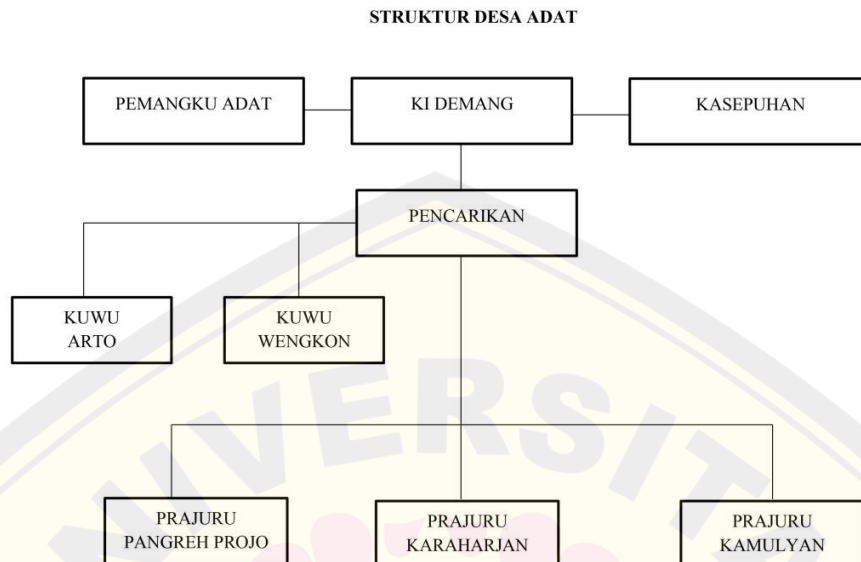 STRUKTUR DESA ADAT
PEMANGKU ADAT
KI DEMANG
KASEPUHAN
PENCARIKAN
KUWU
ARTO
KUWU
WENGKON
PRAJURU
PANGREH PROJO
PRAJURU
KARAHARJAN
PRAJURU
KAMULYAN